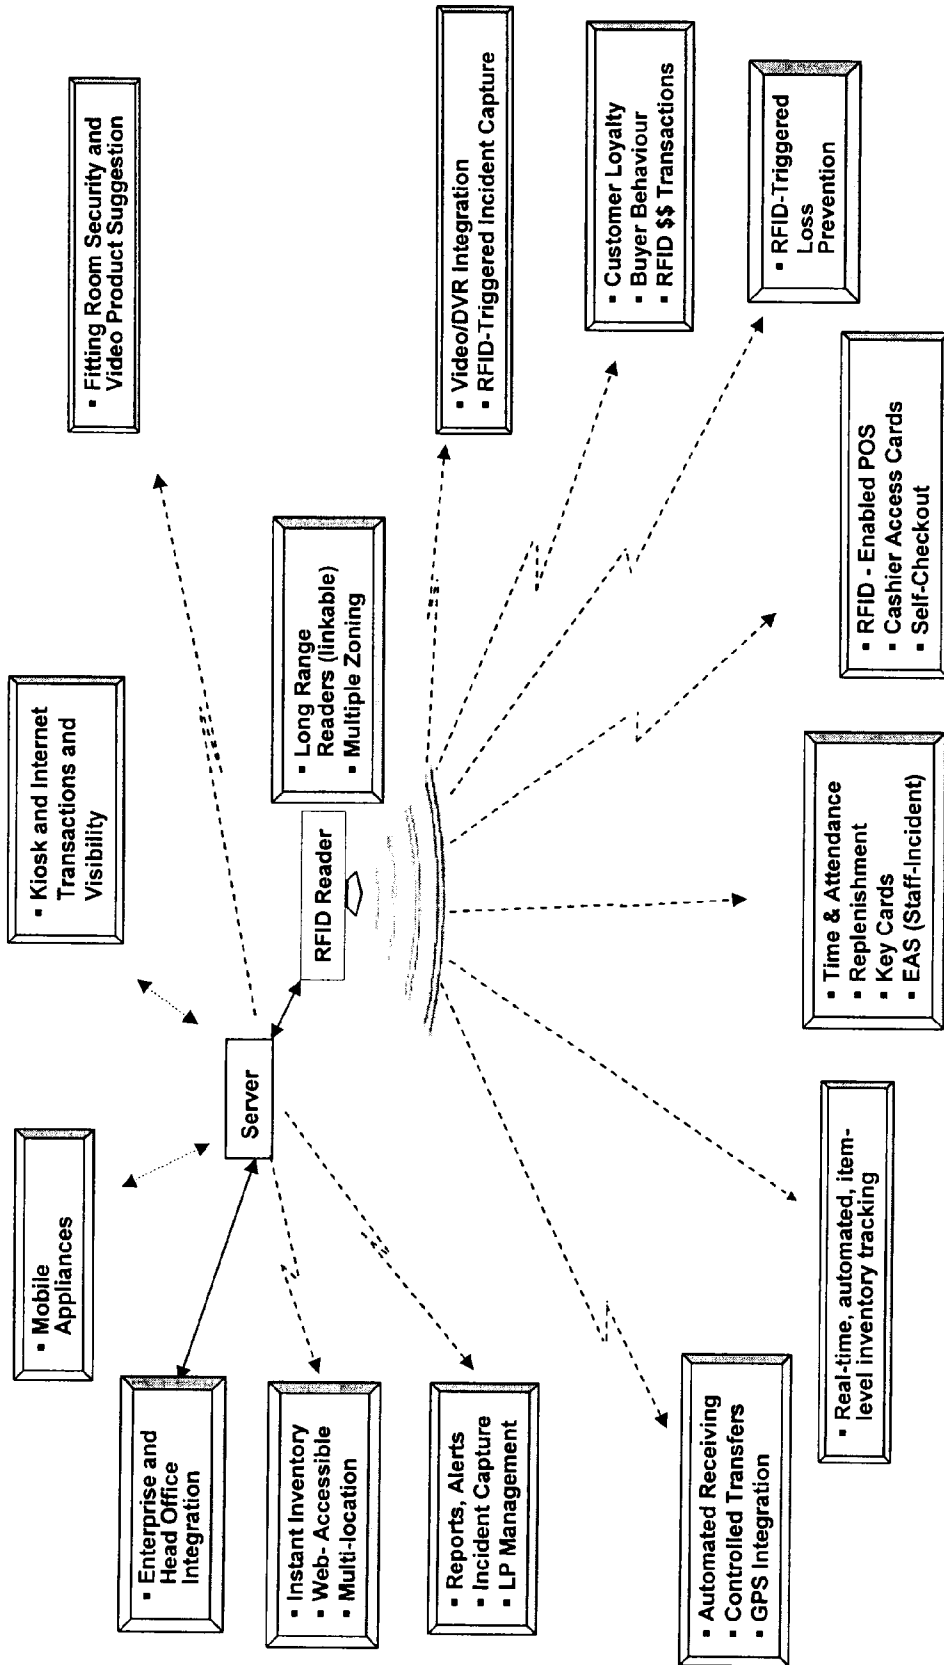 ▪ Mobile
Appliances
▪ Kiosk and Internet
Transactions and
Visibility
▪ Fitting Room Security and
Video Product Suggestion
▪ Enterprise and
Head Office
Integration
Server
RFID Reader
▪ Long Range
Readers (linkable)
▪ Multiple Zoning
▪ Instant Inventory
▪ Web- Accessible
▪ Multi-location
▪ Reports, Alerts
▪ Incident Capture
▪ LP Management
▪ Video/DVR Integration
▪ RFID-Triggered Incident Capture
▪ Customer Loyalty
▪ Buyer Behaviour
▪ RFID $$ Transactions
▪ Automated Receiving
▪ Controlled Transfers
▪ GPS Integration
▪ Real-time, automated, item-
level inventory tracking
▪ Time & Attendance
▪ Replenishment
▪ Key Cards
▪ EAS (Staff-Incident)
▪ RFID - Enabled POS
▪ Cashier Access Cards
▪ Self-Checkout
▪ RFID-Triggered
Loss
Prevention